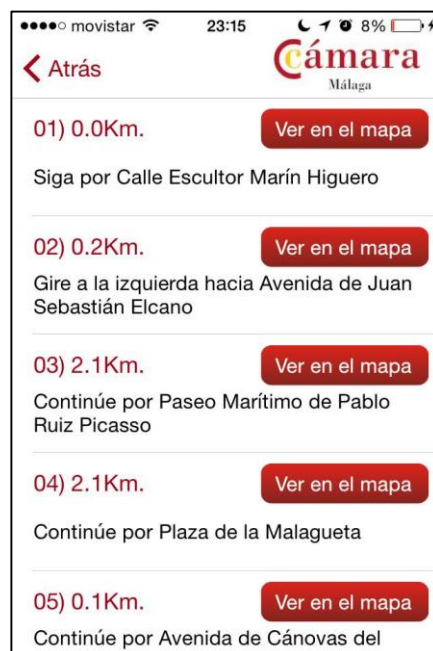 movistar 23:15 8%
Atrás
Cámara
Málaga
01) 0.0Km. Ver en el mapa
Siga por Calle Escultor Marín Higuero
02) 0.2Km. Ver en el mapa
Gire a la izquierda hacia Avenida de Juan
Sebastián Elcano
03) 2.1Km. Ver en el mapa
Continúe por Paseo Marítimo de Pablo
Ruiz Picasso
04) 2.1Km. Ver en el mapa
Continúe por Plaza de la Malagueta
05) 0.1Km. Ver en el mapa
Continúe por Avenida de Cánovas del